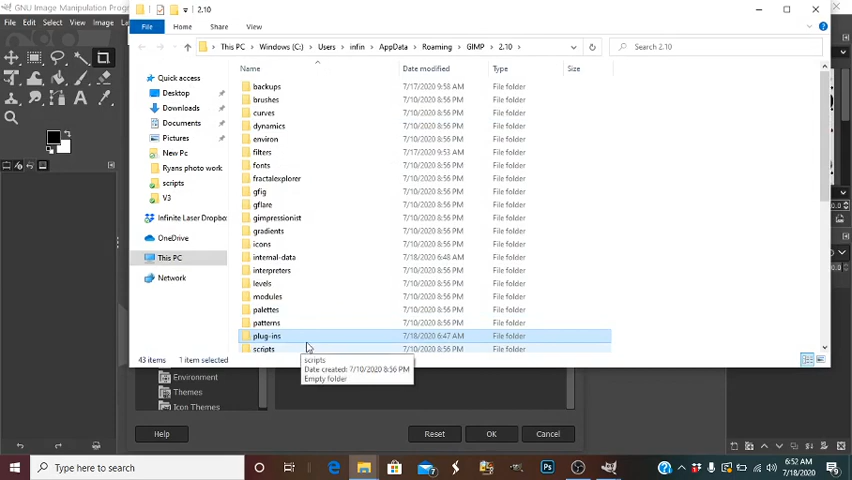 GNU Image Manipulation Progr
File Edit Select View Image
2.10
File Home Share View
This PC Windows (C:) Users infin AppData Roaming GIMP 2.10
Search 2.10
Name Date modified Type Size
Quick access
Desktop
Downloads
Documents
Pictures
New Pc
Ryans photo work
scripts
V3
Infinite Laser Dropbo
OneDrive
This PC
Network
backups 7/17/2020 9:58 AM File folder
brushes 7/10/2020 8:56 PM File folder
curves 7/10/2020 8:56 PM File folder
dynamics 7/10/2020 8:56 PM File folder
environ 7/10/2020 8:56 PM File folder
filters 7/17/2020 9:53 AM File folder
fonts 7/10/2020 8:56 PM File folder
fractalexplorer 7/10/2020 8:56 PM File folder
gfig 7/10/2020 8:56 PM File folder
gflare 7/10/2020 8:56 PM File folder
gimpressionist 7/10/2020 8:56 PM File folder
gradients 7/10/2020 8:56 PM File folder
icons 7/10/2020 8:56 PM File folder
internal-data 7/18/2020 6:48 AM File folder
interpreters 7/10/2020 8:56 PM File folder
levels 7/10/2020 8:56 PM File folder
modules 7/10/2020 8:56 PM File folder
palettes 7/10/2020 8:56 PM File folder
patterns 7/10/2020 8:56 PM File folder
plug-ins 7/18/2020 6:47 AM File folder
scripts 7/10/2020 8:56 PM File folder
scripts
Date created: 7/10/2020 8:56 PM
Empty folder
43 items 1 item selected
Environment
Themes
Icon Themes
Help Reset OK Cancel
Type here to search
6:52 AM
7/18/2020